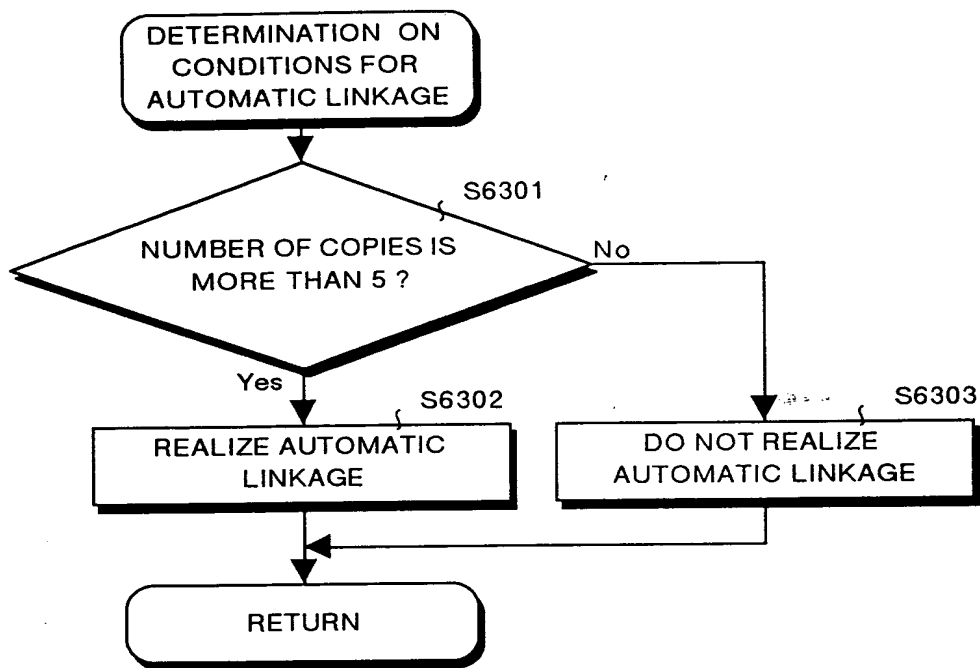 DETERMINATION ON
CONDITIONS FOR
AUTOMATIC LINKAGE
S6301
NUMBER OF COPIES IS
MORE THAN 5 ?
No
Yes
S6302
REALIZE AUTOMATIC
LINKAGE
S6303
DO NOT REALIZE
AUTOMATIC LINKAGE
RETURN